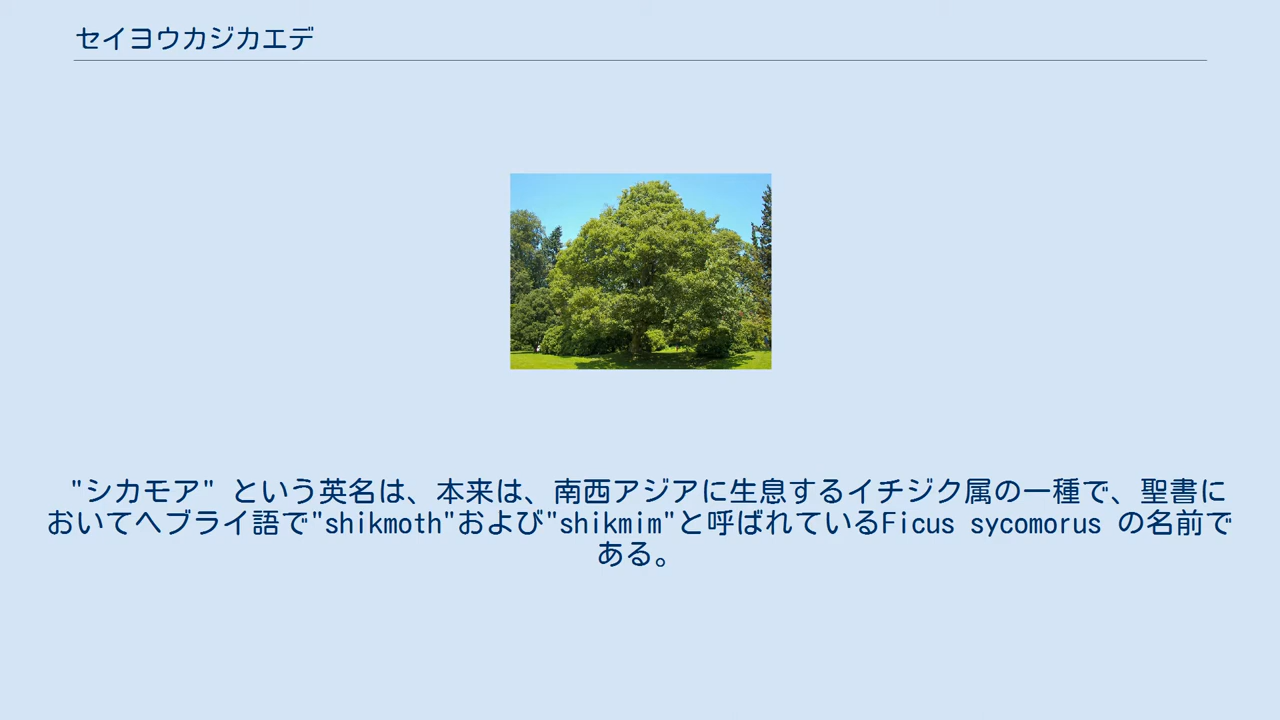 セイヨウカジカエデ
"シカモア" という英名は、本来は、南西アジアに生息するイチジク属の一種で、聖書に
おいてヘブライ語で"shikmoth"および"shikmim"と呼ばれているFicus sycomorus の名前で
ある。